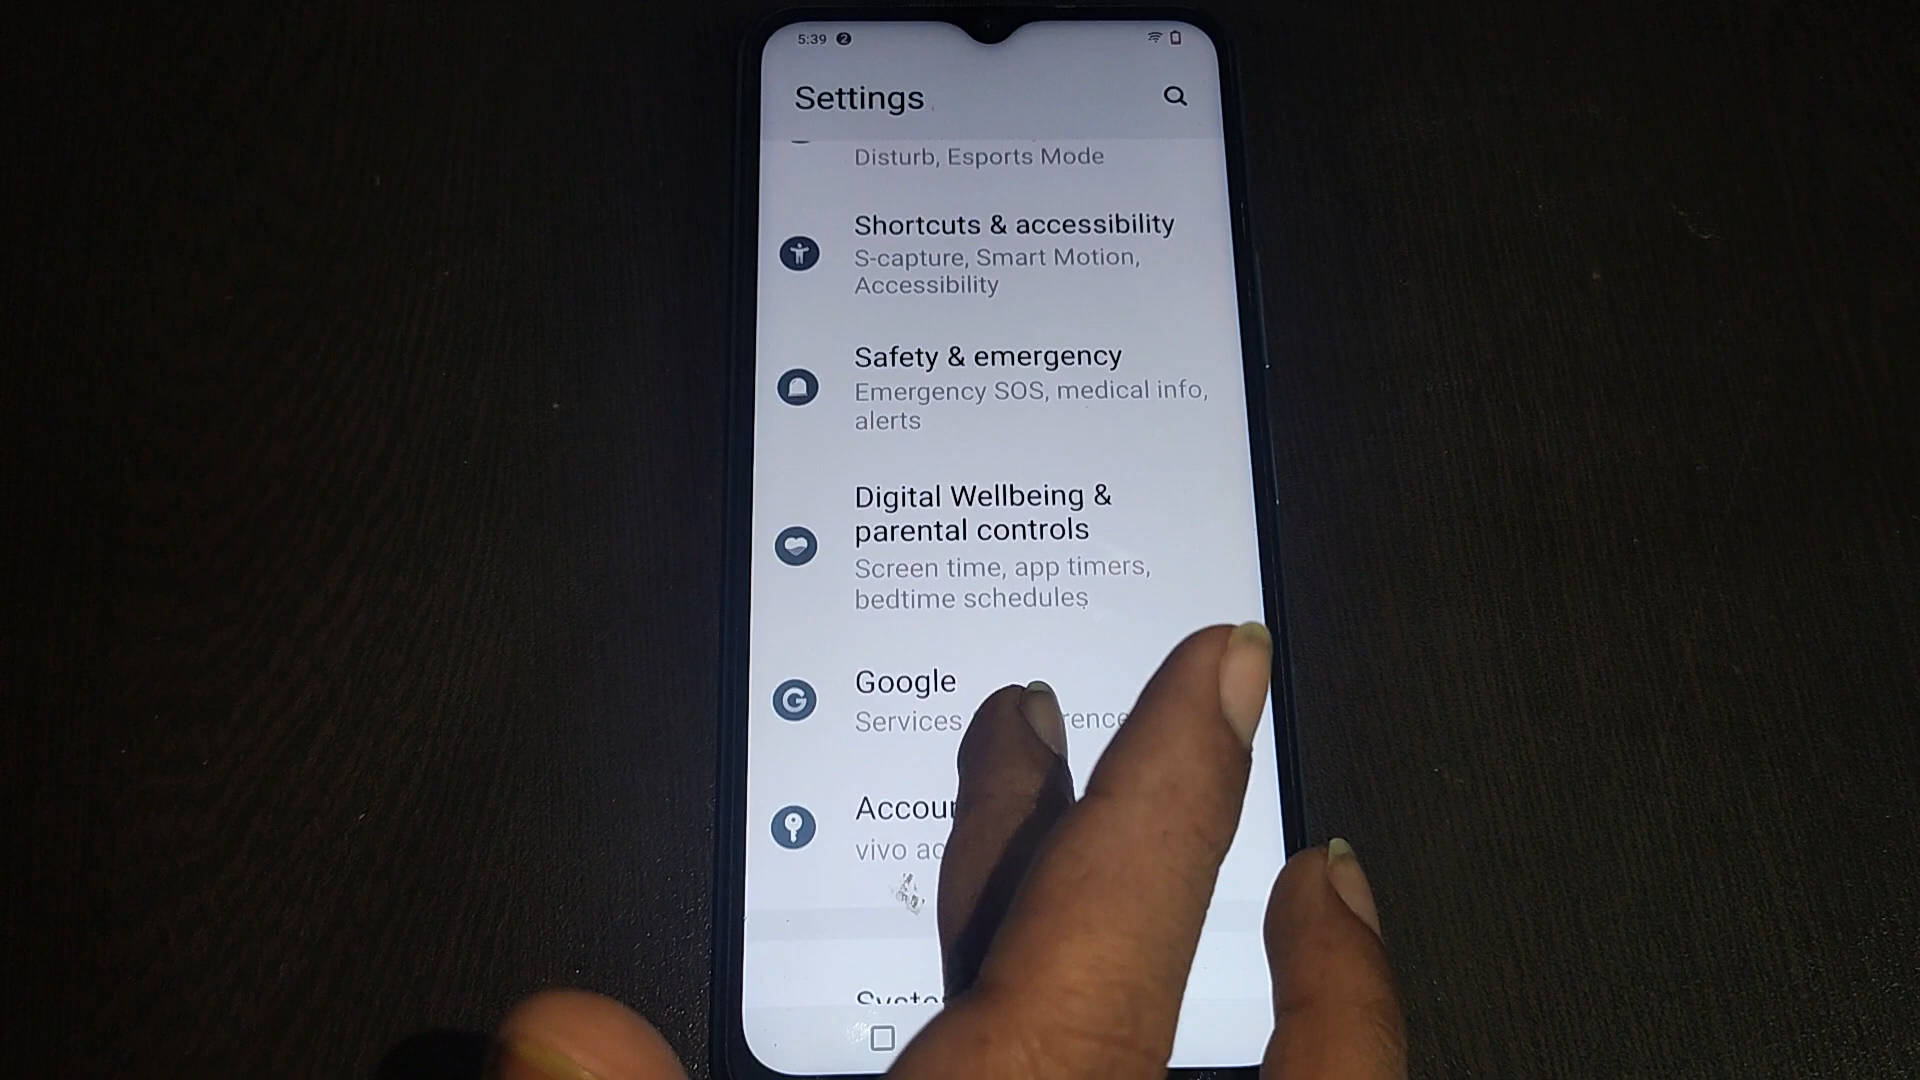 5:39 2
Settings
Disturb, Esports Mode
Shortcuts & accessibility
S-capture, Smart Motion,
Accessibility
Safety & emergency
Emergency SOS, medical info,
alerts
Digital Wellbeing &
parental controls
Screen time, app timers,
bedtime schedules
Google
Services
vivo